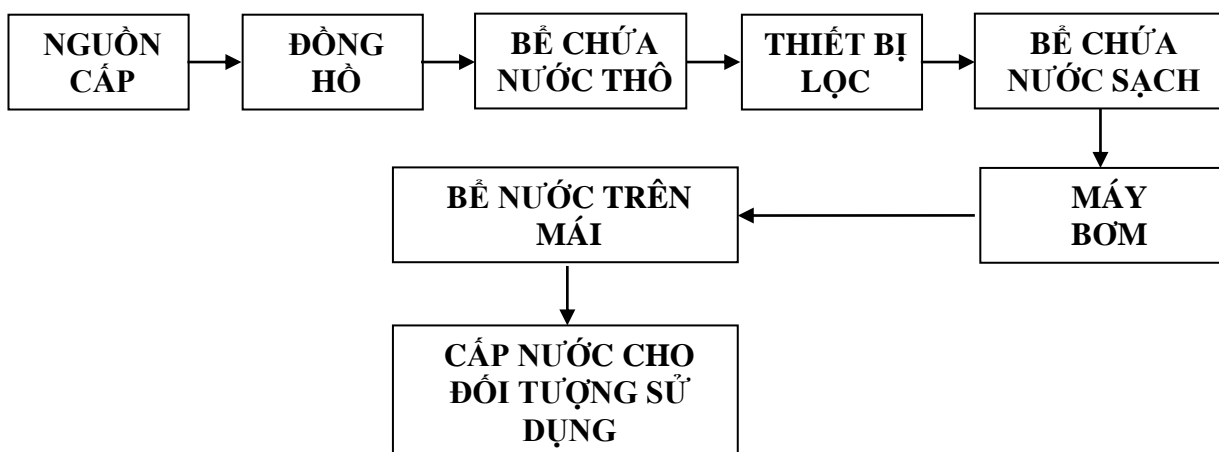 NGUỒN
CẤP
ĐỒNG
HỒ
BỂ CHỨA
NƯỚC THÔ
THIẾT BỊ
LỌC
BỂ CHỨA
NƯỚC SẠCH
MÁY
BƠM
BỂ NƯỚC TRÊN
MÁI
CẤP NƯỚC CHO
ĐỐI TƯỢNG SỬ
DỤNG